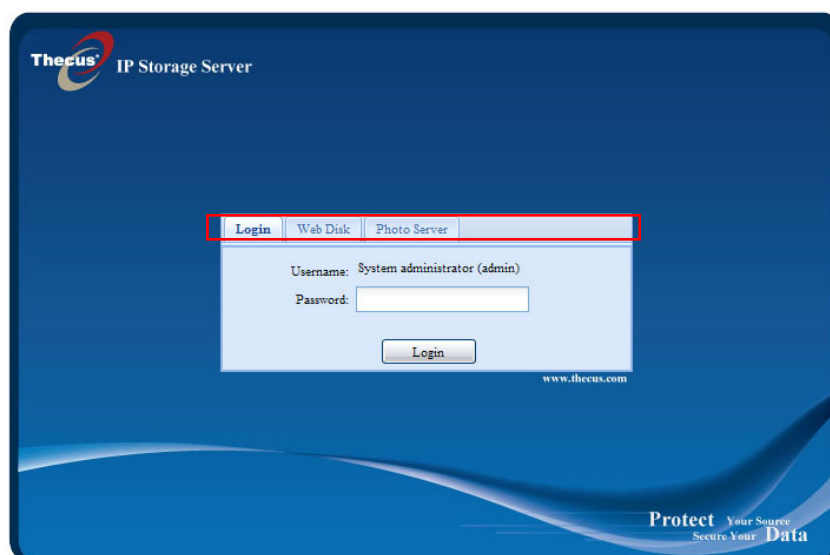 Thecus® IP Storage Server
Login Web Disk Photo Server
Username: System administrator (admin)
Password:
Login
www.thecus.com
Protect Your Source
Secure Your Data